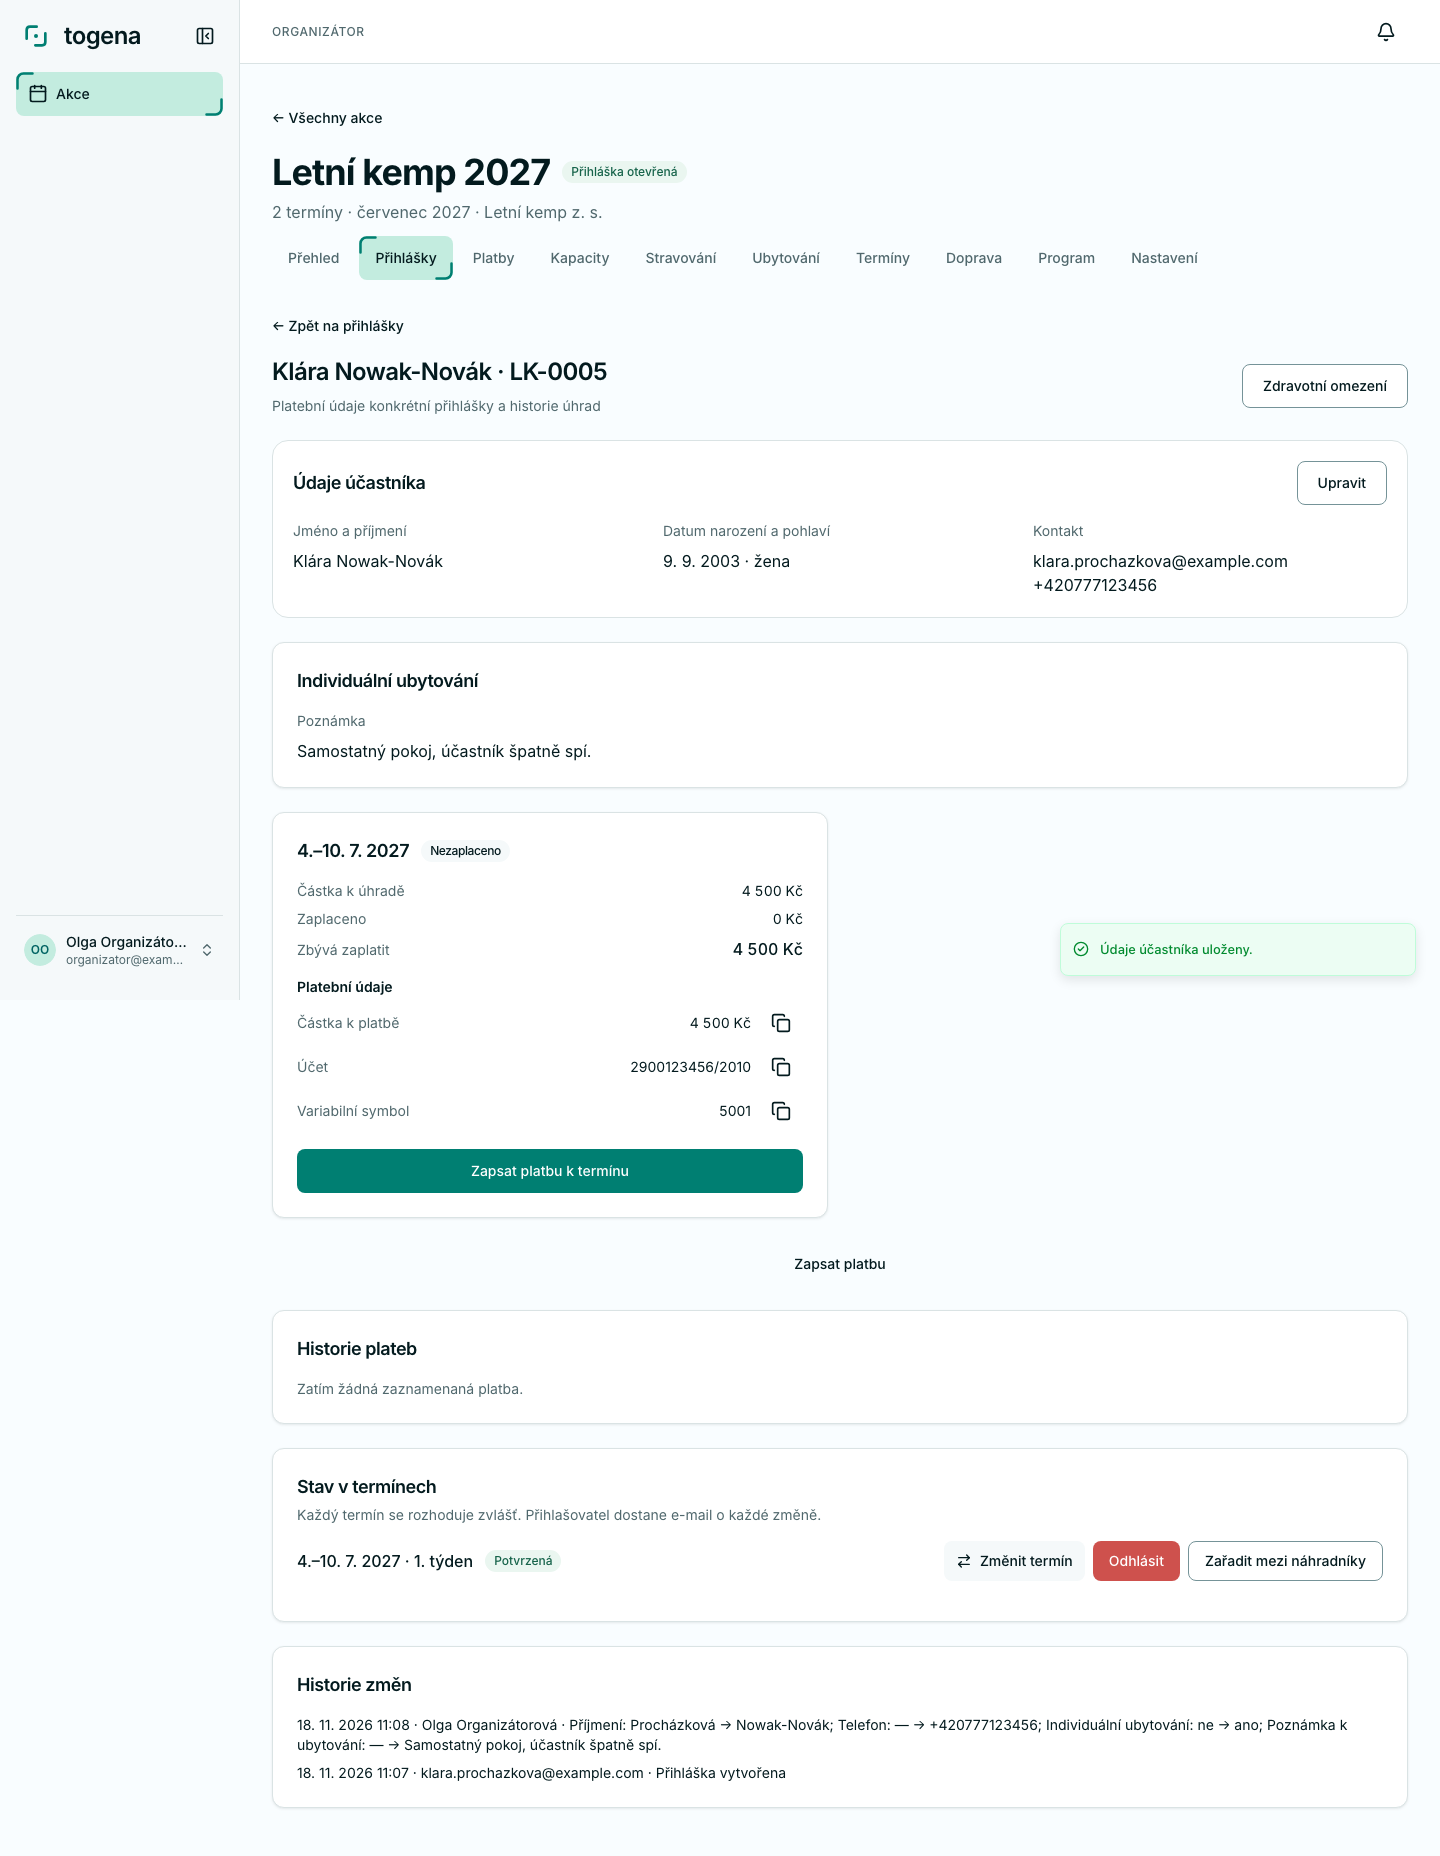 togena
ORGANIZÁTOR
Akce
← Všechny akce
Letní kemp 2027
Přihláška otevřená
2 termíny · červenec 2027 · Letní kemp z. s.
Přehled
Přihlášky
Platby
Kapacity
Stravování
Ubytování
Termíny
Doprava
Program
Nastavení
← Zpět na přihlášky
Klára Nowak-Novák · LK-0005
Platební údaje konkrétní přihlášky a historie úhrad
Zdravotní omezení
Údaje účastníka
Upravit
Jméno a příjmení
Klára Nowak-Novák
Datum narození a pohlaví
9. 9. 2003 · žena
Kontakt
klara.prochazkova@example.com
+420777123456
Individuální ubytování
Poznámka
Samostatný pokoj, účastník špatně spí.
4.–10. 7. 2027
Nezaplaceno
Částka k úhradě
4 500 Kč
Zaplaceno
0 Kč
Zbývá zaplatit
4 500 Kč
Platební údaje
Částka k platbě
4 500 Kč
Účet
2900123456/2010
Variabilní symbol
5001
Zapsat platbu k termínu
OO
Olga Organizáto...
organizator@exam...
Údaje účastníka uloženy.
Zapsat platbu
Historie plateb
Zatím žádná zaznamenaná platba.
Stav v termínech
Každý termín se rozhoduje zvlášť. Přihlašovatel dostane e-mail o každé změně.
4.–10. 7. 2027 · 1. týden
Potvrzená
Změnit termín
Odhlásit
Zařadit mezi náhradníky
Historie změn
18. 11. 2026 11:08 · Olga Organizátorová · Příjmení: Procházková → Nowak-Novák; Telefon: — → +420777123456; Individuální ubytování: ne → ano; Poznámka k
ubytování: — → Samostatný pokoj, účastník špatně spí.
18. 11. 2026 11:07 · klara.prochazkova@example.com · Přihláška vytvořena